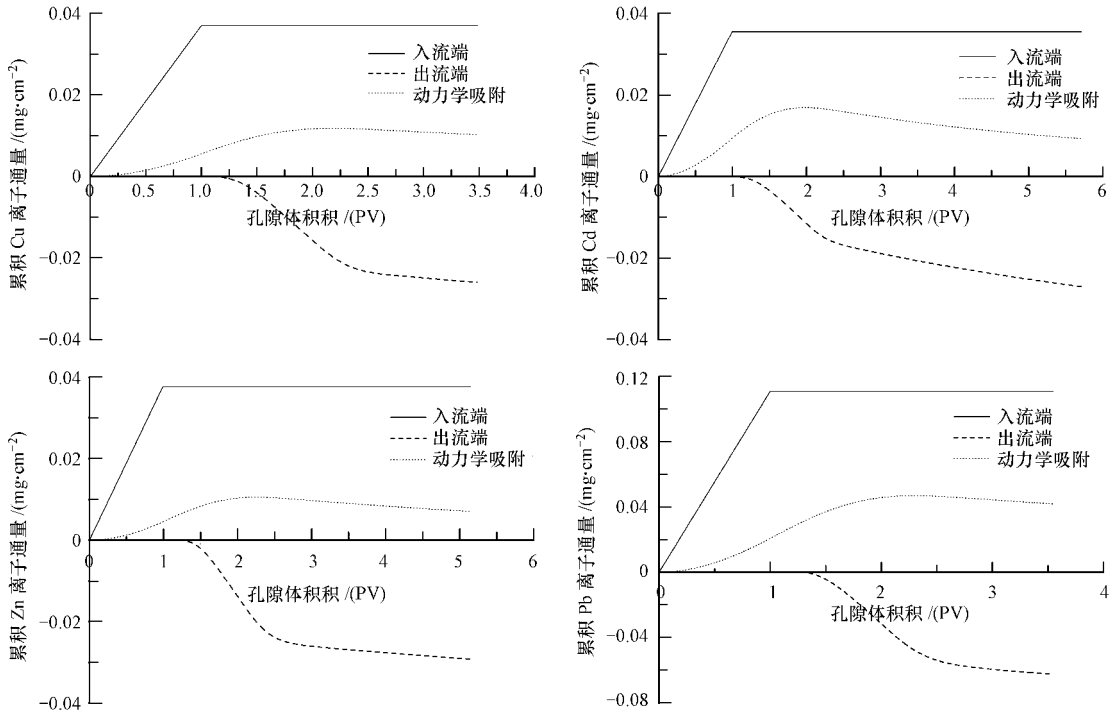 0.04
0.02
0
−0.02
−0.04
累积 Cu 离子通量 /(mg·cm−2)
入流端
出流端
动力学吸附
0 0.5 1.0 1.5 2.0 2.5 3.0 3.5 4.0
孔隙体积积 /(PV)
0.04
0.02
0
−0.02
−0.04
累积 Cd 离子通量 /(mg·cm−2)
入流端
出流端
动力学吸附
0 1 2 3 4 5 6
孔隙体积积 /(PV)
0.04
0.02
0
−0.02
−0.04
累积 Zn 离子通量 /(mg·cm−2)
入流端
出流端
动力学吸附
0 1 2 3 4 5 6
孔隙体积积 /(PV)
0.12
0.08
0.04
0
−0.04
−0.08
累积 Pb 离子通量 /(mg·cm−2)
入流端
出流端
动力学吸附
0 1 2 3 4
孔隙体积积 /(PV)